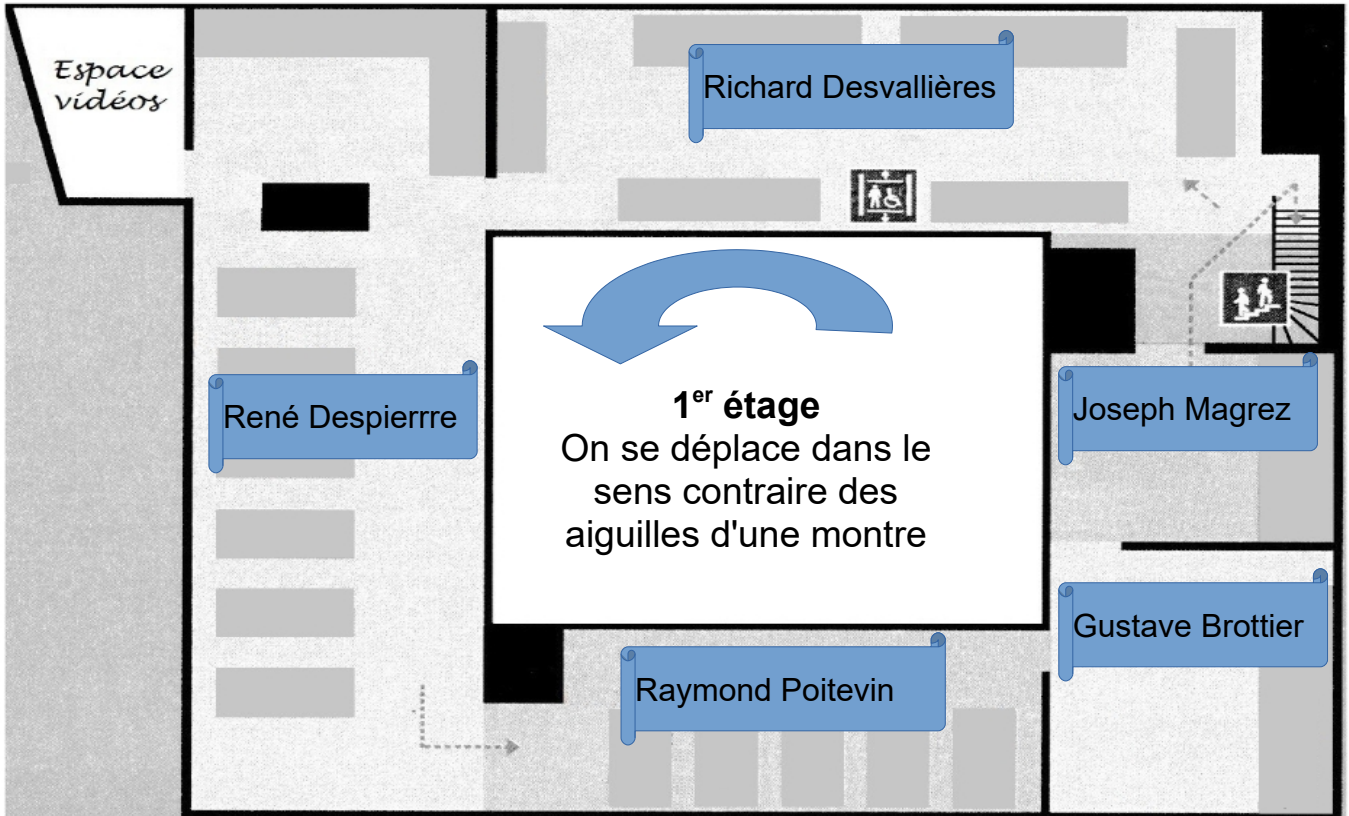 Espace
vidéos
Richard Desvallières
René Despierrre
1er étage
On se déplace dans le
sens contraire des
aiguilles d'une montre
Joseph Magrez
Gustave Brottier
Raymond Poitevin